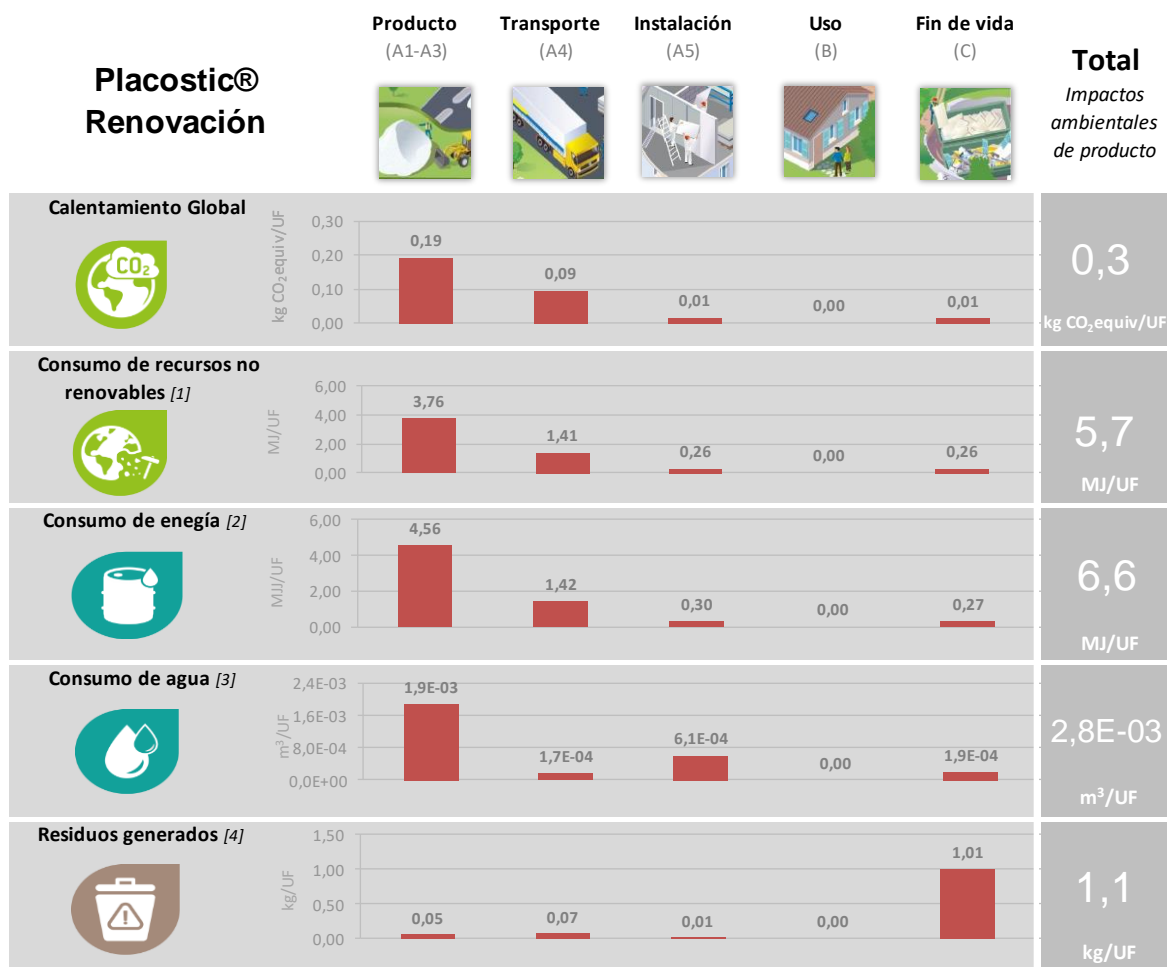 Placostic®
Renovación
Producto
(A1-A3)
Transporte
(A4)
Instalación
(A5)
Uso
(B)
Fin de vida
(C)
Total
Impactos
ambientales
de producto
Calentamiento Global
CO₂
kg CO₂equiv/UF
0,30
0,20
0,10
0,00
0,19
0,09
0,01
0,00
0,01
0,3
kg CO₂equiv/UF
Consumo de recursos no
renovables [1]
MJ/UF
6,00
4,00
2,00
0,00
3,76
1,41
0,26
0,00
0,26
5,7
MJ/UF
Consumo de enegía [2]
MJJ/UF
6,00
4,00
2,00
0,00
4,56
1,42
0,30
0,00
0,27
6,6
MJ/UF
Consumo de agua [3]
m³/UF
2,4E-03
1,6E-03
8,0E-04
0,0E+00
1,9E-03
1,7E-04
6,1E-04
0,00
1,9E-04
2,8E-03
m³/UF
Residuos generados [4]
kg/UF
1,50
1,00
0,50
0,00
0,05
0,07
0,01
0,00
1,01
1,1
kg/UF